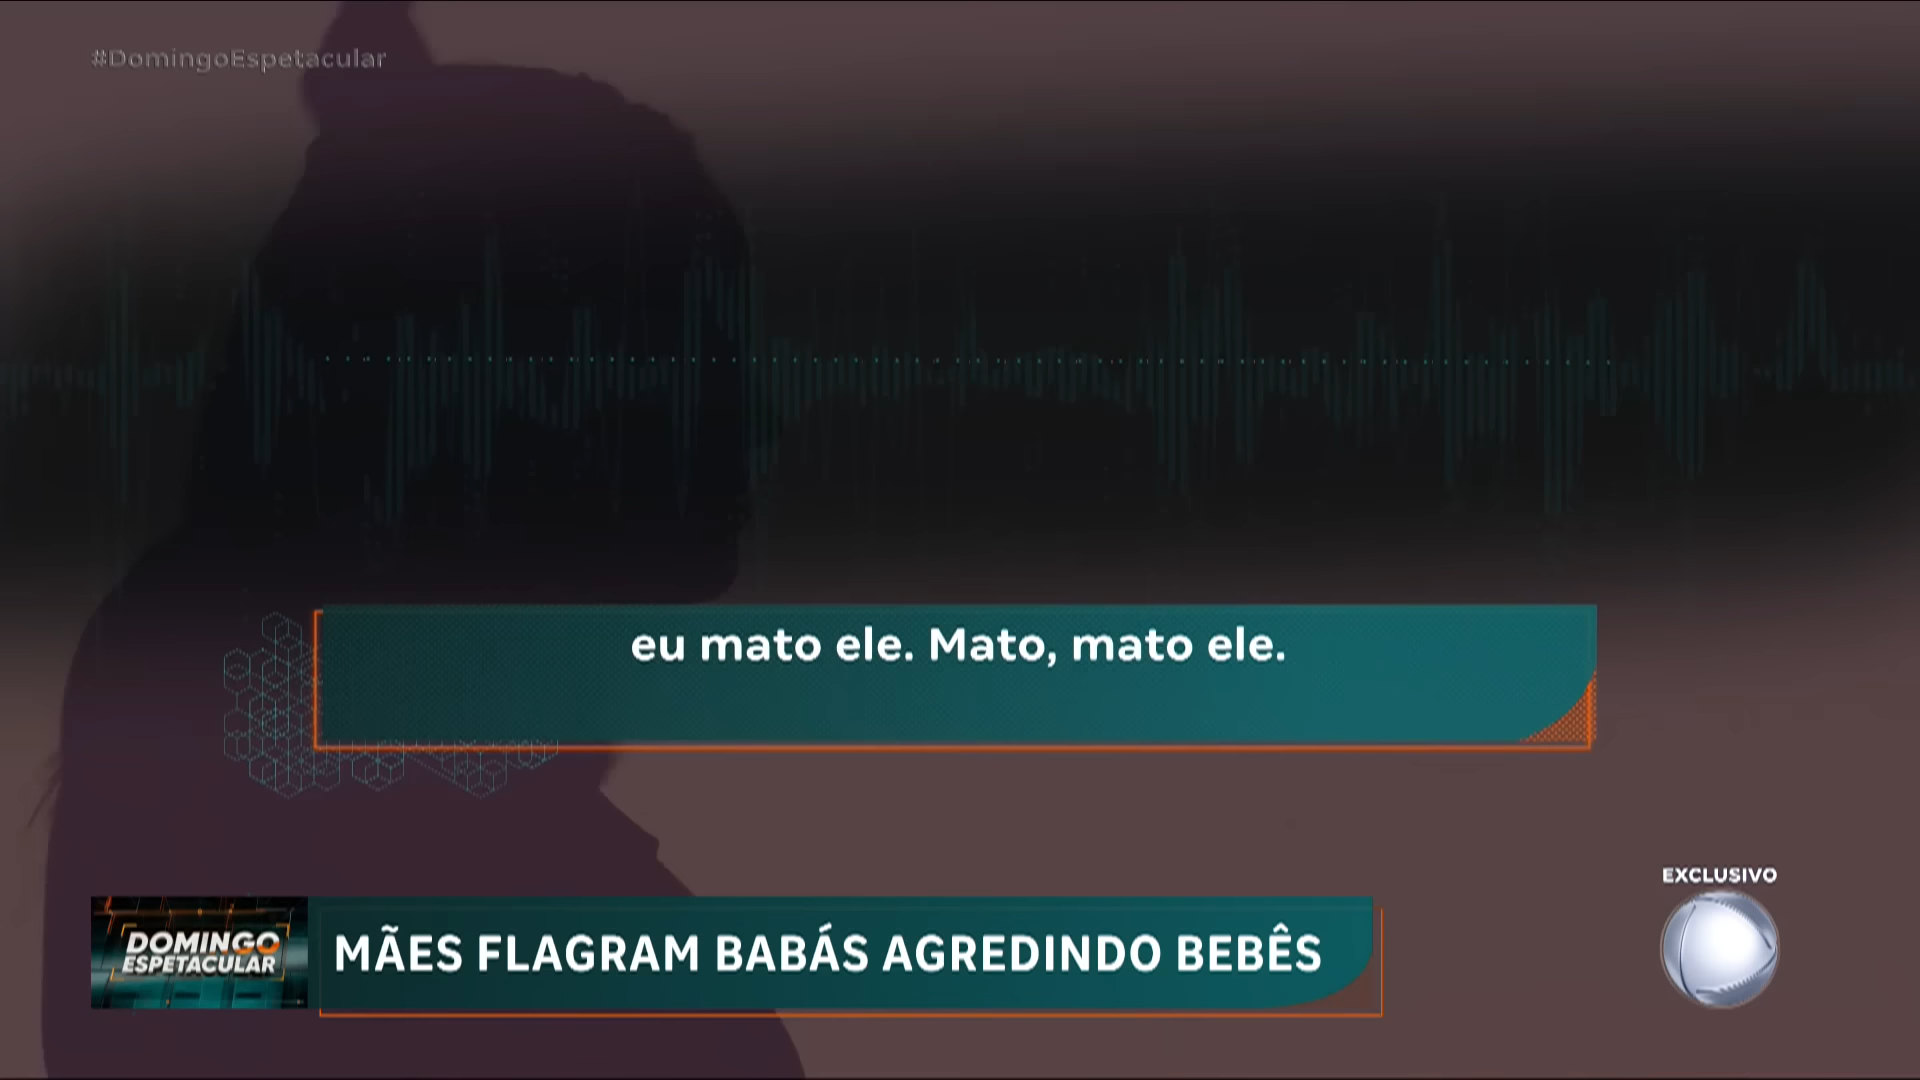 #DomingoEspetacular
eu mato ele. Mato, mato ele.
EXCLUSIVO
DOMINGO
ESPETACULAR
MÃES FLAGRAM BABÁS AGREDINDO BEBÊS